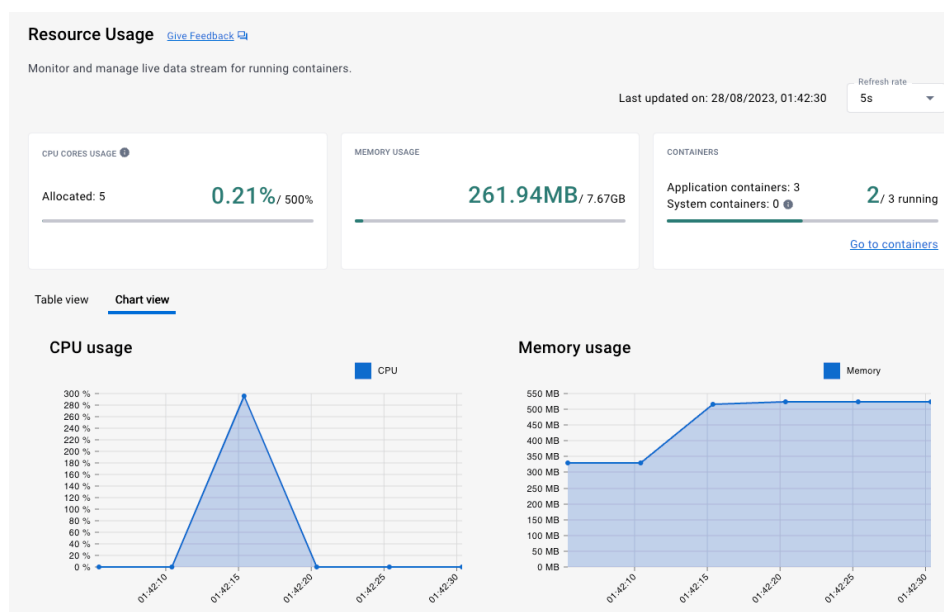 Resource Usage Give Feedback
Monitor and manage live data stream for running containers.
Refresh rate
Last updated on: 28/08/2023, 01:42:30 5s
CPU CORES USAGE
Allocated: 5 0.21% / 500%
MEMORY USAGE
261.94MB / 7.67GB
CONTAINERS
Application containers: 3
System containers: 0
2 / 3 running
Go to containers
Table view Chart view
CPU usage
CPU
300 %
280 %
260 %
240 %
220 %
200 %
180 %
160 %
140 %
120 %
100 %
80 %
60 %
40 %
20 %
0 %
01:42:10 01:42:15 01:42:20 01:42:25 01:42:30
Memory usage
Memory
550 MB
500 MB
450 MB
400 MB
350 MB
300 MB
250 MB
200 MB
150 MB
100 MB
50 MB
0 MB
01:42:10 01:42:15 01:42:20 01:42:25 01:42:30